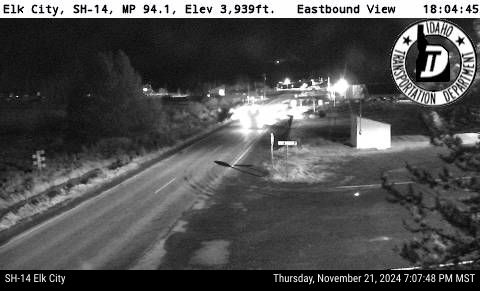 Elk City, SH-14, MP 94.1, Elev 3,939ft. Eastbound View 18:04:45
IDAHO
TRANSPORTATION DEPARTMENT
SH-14 Elk City Thursday, November 21, 2024 7:07:48 PM MST